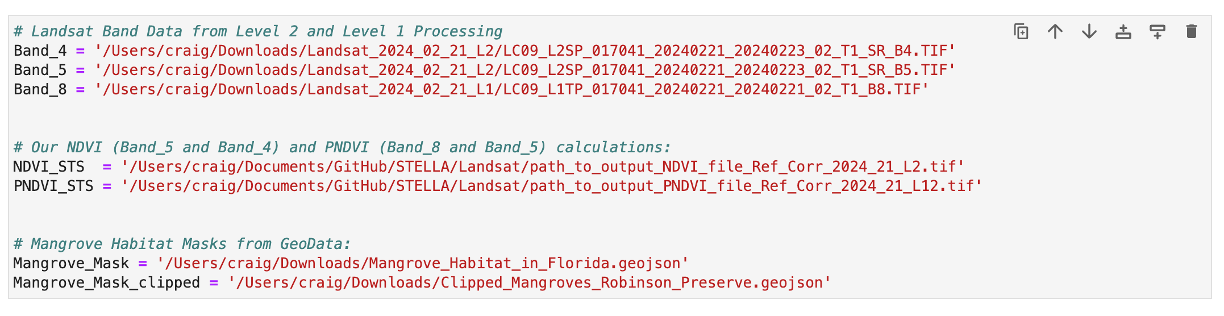 # Landsat Band Data from Level 2 and Level 1 Processing
Band_4 = '/Users/craig/Downloads/Landsat_2024_02_21_L2/LC09_L2SP_017041_20240221_20240223_02_T1_SR_B4.TIF'
Band_5 = '/Users/craig/Downloads/Landsat_2024_02_21_L2/LC09_L2SP_017041_20240221_20240223_02_T1_SR_B5.TIF'
Band_8 = '/Users/craig/Downloads/Landsat_2024_02_21_L1/LC09_L1TP_017041_20240221_20240221_02_T1_B8.TIF'
# Our NDVI (Band_5 and Band_4) and PNDVI (Band_8 and Band_5) calculations:
NDVI_STS  = '/Users/craig/Documents/GitHub/STELLA/Landsat/path_to_output_NDVI_file_Ref_Corr_2024_21_L2.tif'
PNDVI_STS = '/Users/craig/Documents/GitHub/STELLA/Landsat/path_to_output_PNDVI_file_Ref_Corr_2024_21_L12.tif'
# Mangrove Habitat Masks from GeoData:
Mangrove_Mask = '/Users/craig/Downloads/Mangrove_Habitat_in_Florida.geojson'
Mangrove_Mask_clipped = '/Users/craig/Downloads/Clipped_Mangroves_Robinson_Preserve.geojson'